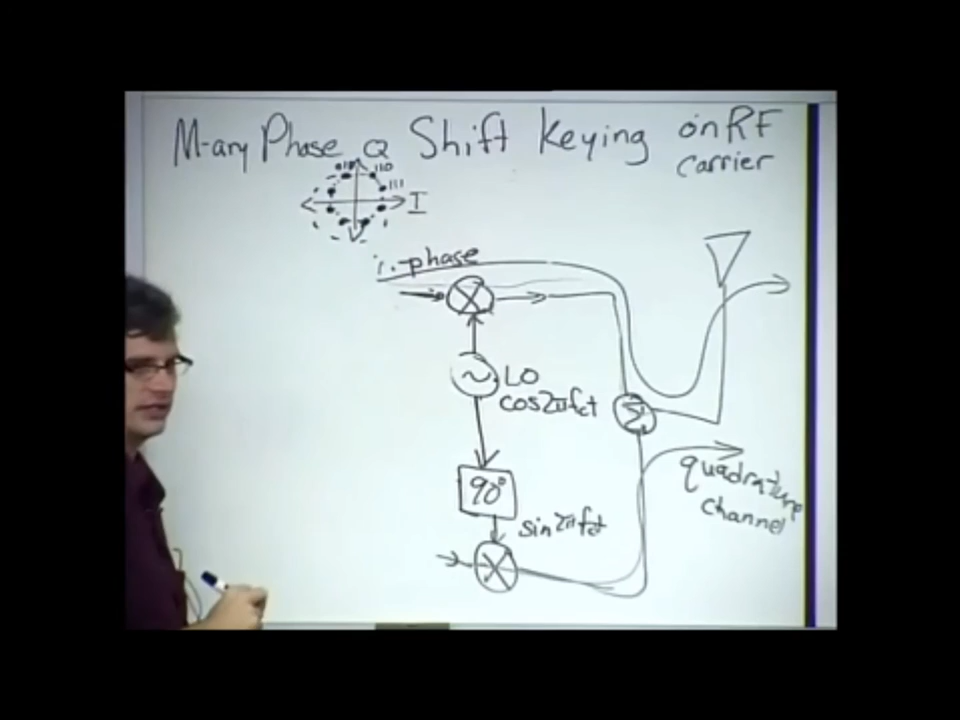 M-ary Phase Shift Keying on RF
carrier
Q
110
111
I
i.-phase
X
~ LO
cos2πfct
Σ
90°
quadrature
channel
sin2πfct
X